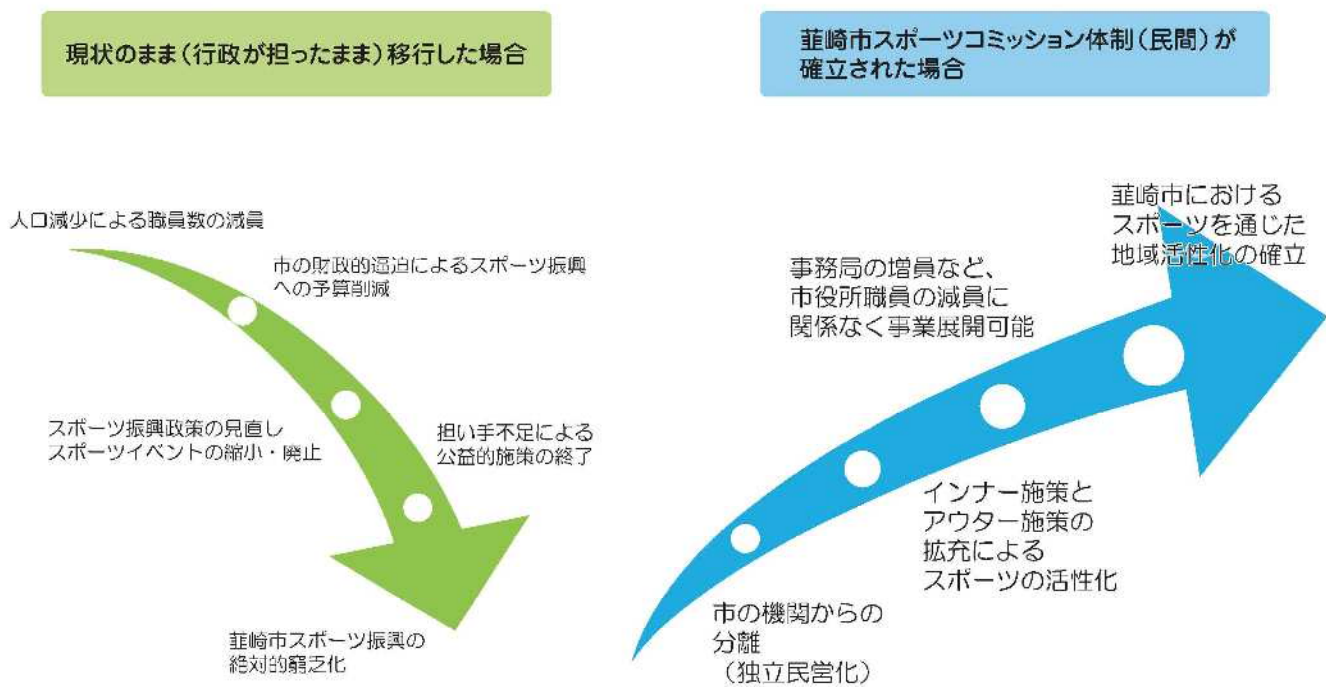 現状のまま（行政が担ったまま）移行した場合
人口減少による職員数の減員
市の財政的逼迫によるスポーツ振興
への予算削減
スポーツ振興政策の見直し
スポーツイベントの縮小・廃止
担い手不足による
公益的施策の終了
韮崎市スポーツ振興の
絶対的窮乏化
韮崎市スポーツコミッション体制（民間）が
確立された場合
市の機関からの
分離
（独立民営化）
インナー施策と
アウター施策の
拡充による
スポーツの活性化
事務局の増員など、
市役所職員の減員に
関係なく事業展開可能
韮崎市における
スポーツを通じた
地域活性化の確立